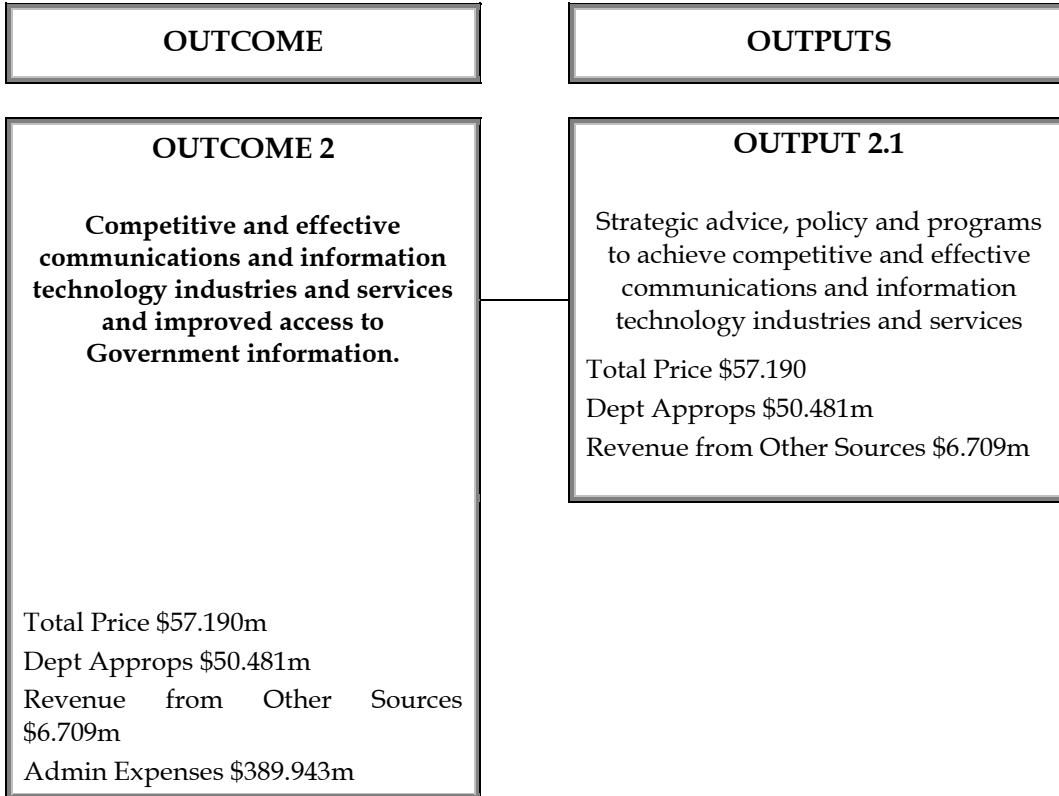 OUTCOME
OUTPUTS
OUTCOME 2
Competitive and effective
communications and information
technology industries and services
and improved access to
Government information.
Total Price $57.190m
Dept Approps $50.481m
Revenue from Other Sources
$6.709m
Admin Expenses $389.943m
OUTPUT 2.1
Strategic advice, policy and programs
to achieve competitive and effective
communications and information
technology industries and services
Total Price $57.190
Dept Approps $50.481m
Revenue from Other Sources $6.709m